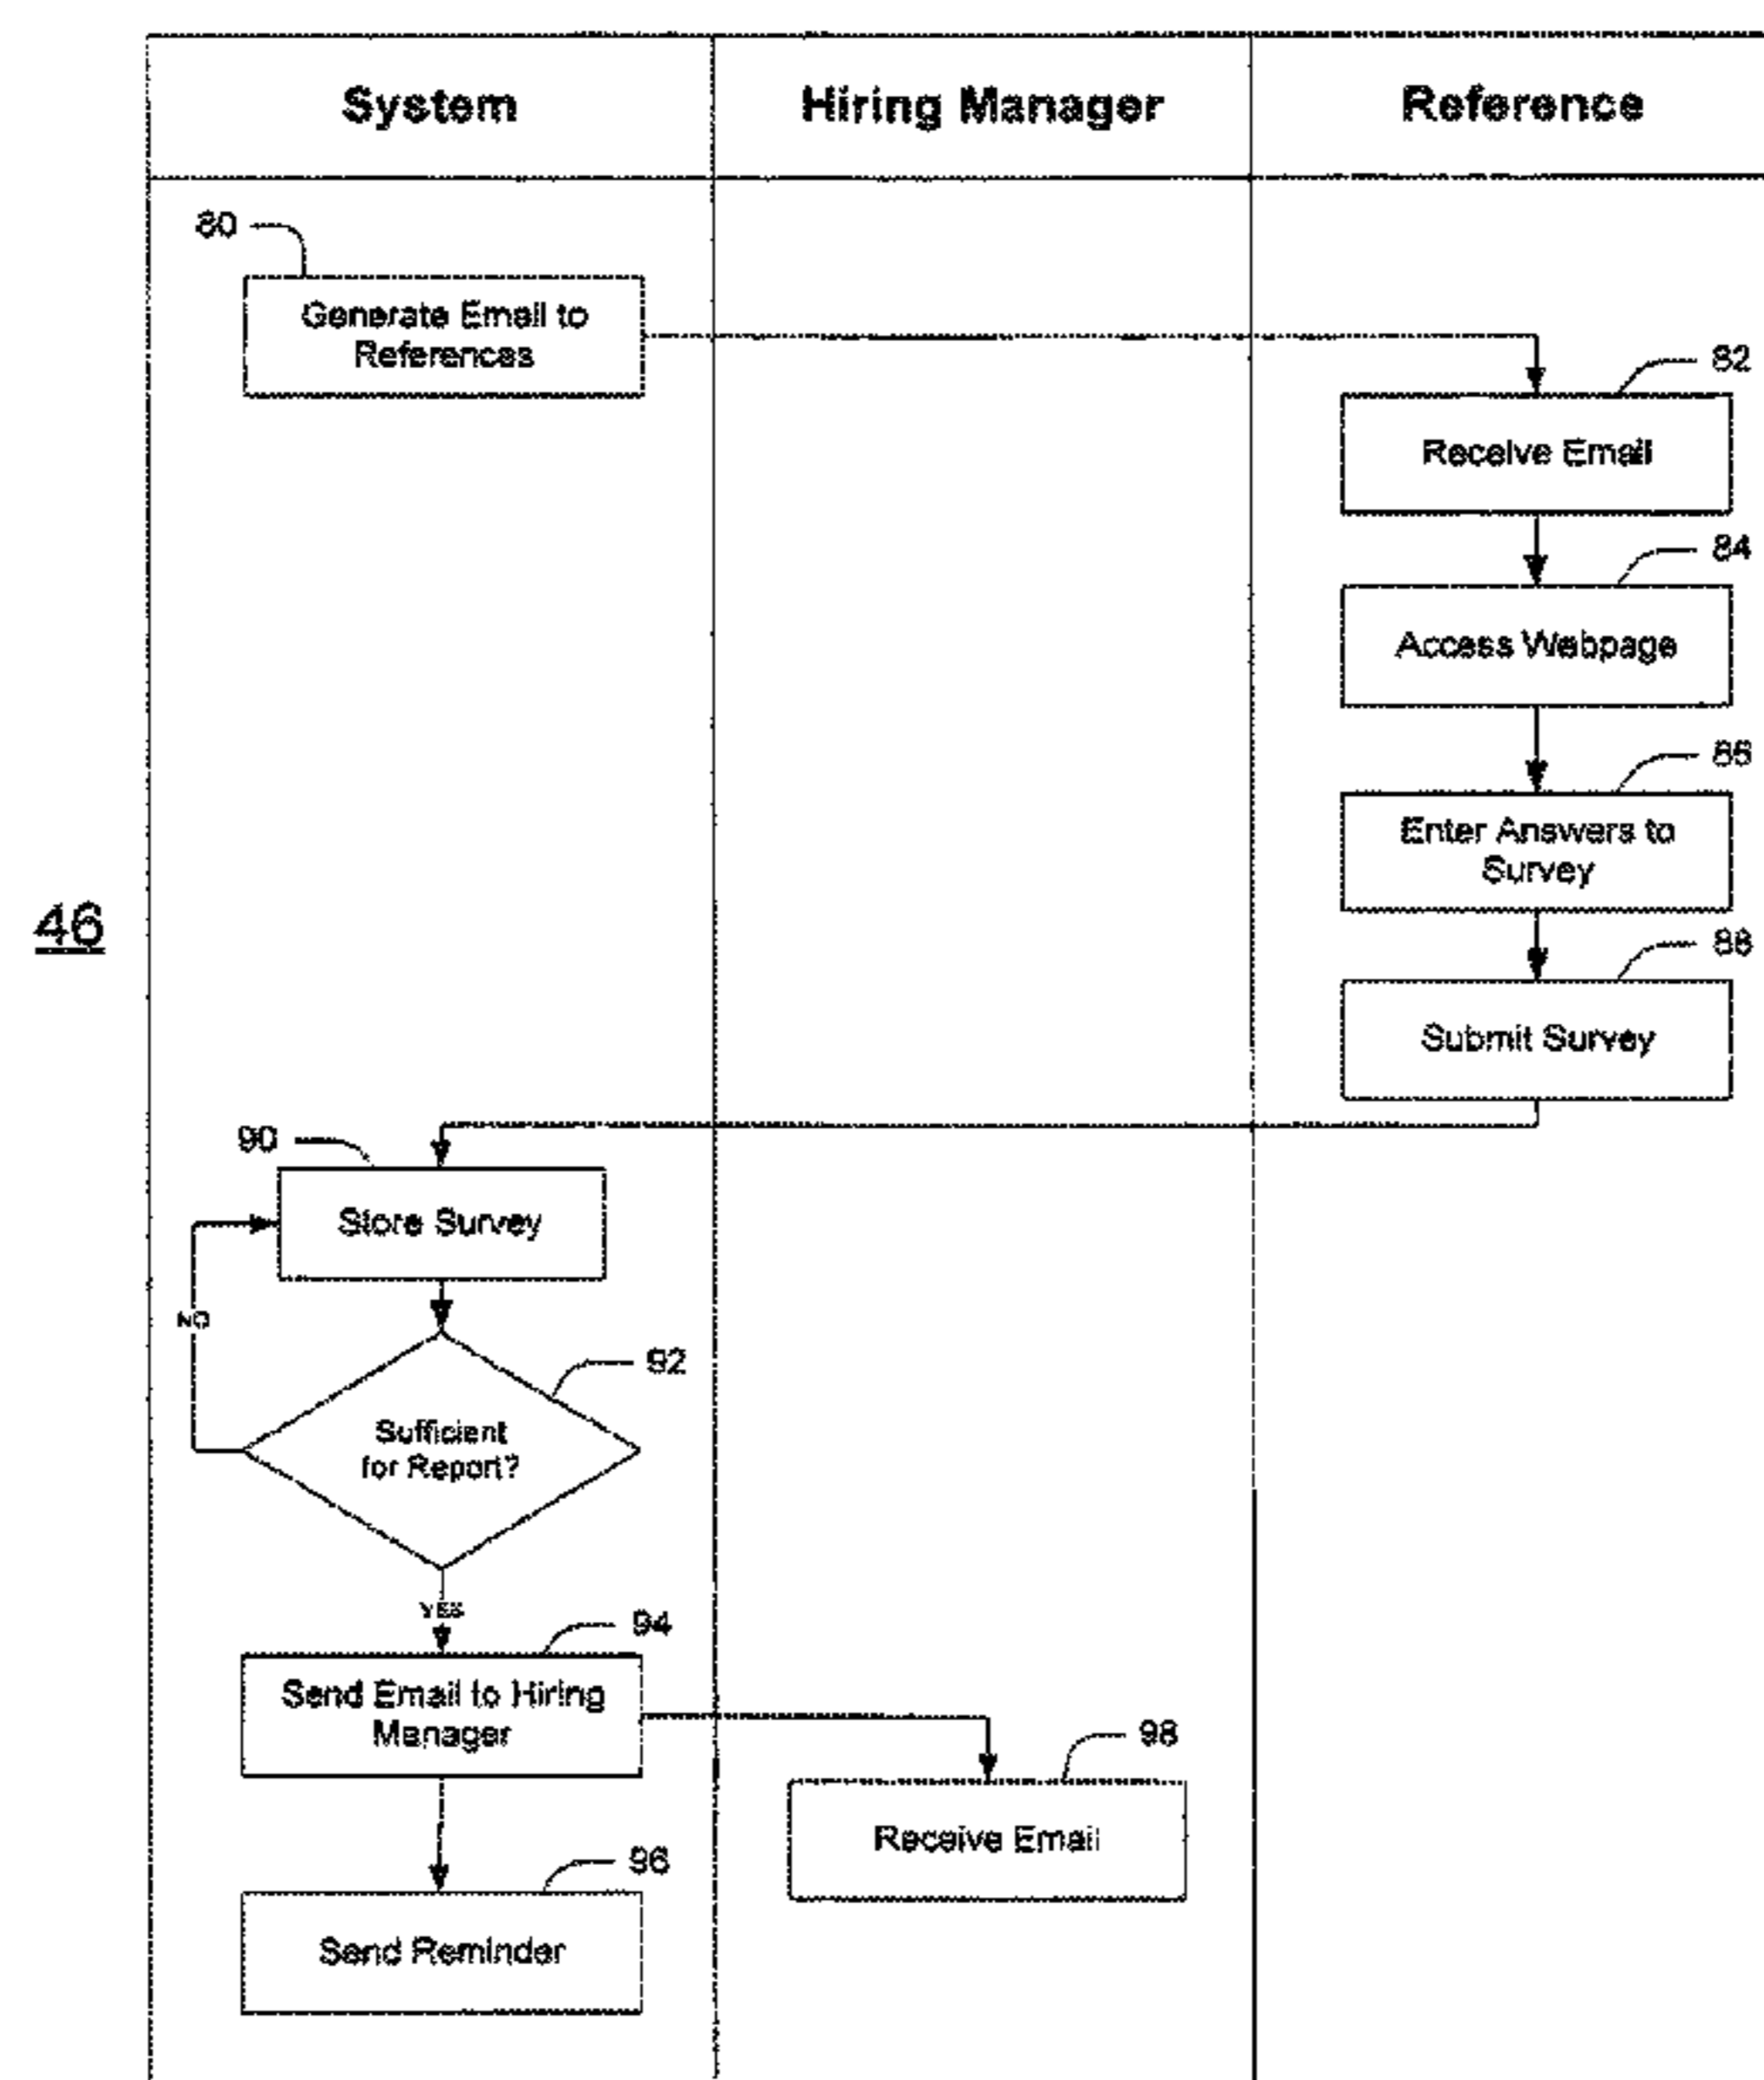 System
Hiring Manager
Reference
80
Generate Email to
References
82
Receive Email
84
Access Webpage
86
Enter Answers to
Survey
46
88
Submit Survey
90
Store Survey
NO
92
Sufficient
for Report?
YES
94
Send Email to Hiring
Manager
98
Receive Email
96
Send Reminder